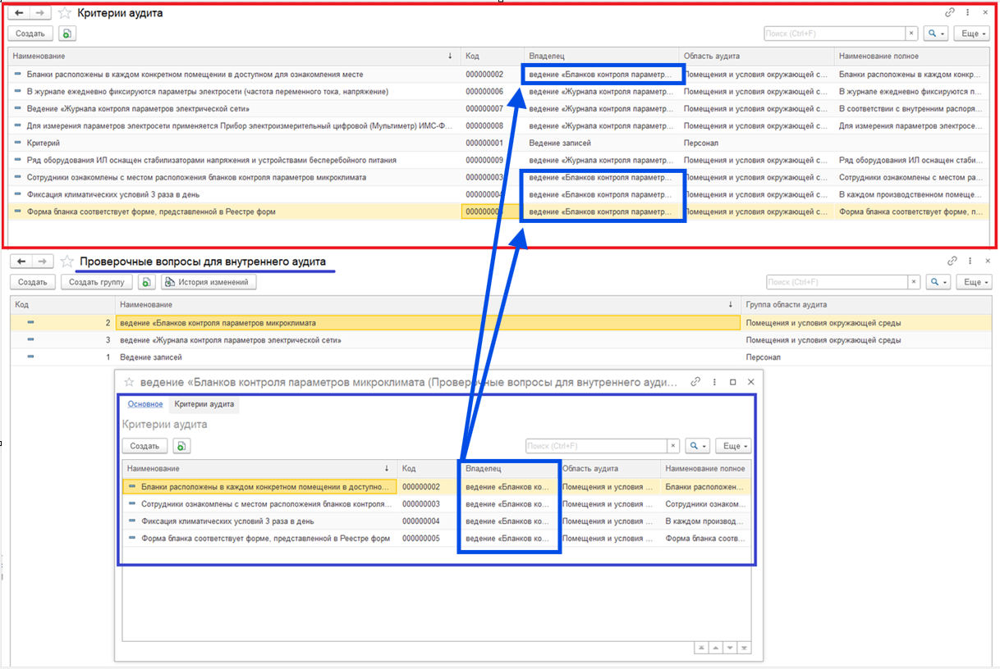 Критерии аудита
Создать Поиск (Ctrl+F) Еще
Наименование Код Владелец Область аудита Наименование полное
Бланки расположены в каждом конкретном помещении в доступном для ознакомления месте 000000002 ведение «Бланков контроля параметр... Помещения и условия окружающей с... Бланки расположены в каждом конкр...
В журнале ежедневно фиксируются параметры электросети (частота переменного тока, напряжение) 000000006 ведение «Журнала контроля параметр... Помещения и условия окружающей с... В журнале ежедневно фиксируются п...
Ведение «Журнала контроля параметров электрической сети» 000000007 ведение «Журнала контроля параметр... Помещения и условия окружающей с... В соответствии с внутренним распоря...
Для измерения параметров электросети применяется Прибор электроизмерительный цифровой (Мультиметр) ИМС-Ф... 000000008 ведение «Журнала контроля параметр... Помещения и условия окружающей с... Для измерения параметров электросе...
Критерий 000000001 Ведение записей Персонал
Ряд оборудования ИЛ оснащен стабилизаторами напряжения и устройствами бесперебойного питания 000000009 ведение «Журнала контроля параметр... Помещения и условия окружающей с... Ряд оборудования ИЛ оснащен стаби...
Сотрудники ознакомлены с местом расположения бланков контроля параметров микроклимата 000000003 ведение «Бланков контроля параметр... Помещения и условия окружающей с... Сотрудники ознакомлены с местом ра...
Фиксация климатических условий 3 раза в день 000000004 ведение «Бланков контроля параметр... Помещения и условия окружающей с... В каждом производственном помеще...
Форма бланка соответствует форме, представленной в Реестре форм ведение «Бланков контроля параметр... Помещения и условия окружающей с... Форма бланка соответствует форме, п...
Проверочные вопросы для внутреннего аудита
Создать Создать группу История изменений Поиск (Ctrl+F) Еще
Код Наименование Группа области аудита
2 ведение «Бланков контроля параметров микроклимата Помещения и условия окружающей среды
3 ведение «Журнала контроля параметров электрической сети» Помещения и условия окружающей среды
1 Ведение записей Персонал
ведение «Бланков контроля параметров микроклимата (Проверочные вопросы для внутреннего ауди...
Основное Критерии аудита
Критерии аудита
Создать Поиск (Ctrl+F) Еще
Наименование Код Владелец Область аудита Наименование полное
Бланки расположены в каждом конкретном помещении в доступно... 000000002 ведение «Бланков ко... Помещения и условия ... Бланки расположен...
Сотрудники ознакомлены с местом расположения бланков контроля... 000000003 ведение «Бланков ко... Помещения и условия ... Сотрудники ознаком...
Фиксация климатических условий 3 раза в день 000000004 ведение «Бланков ко... Помещения и условия ... В каждом производ...
Форма бланка соответствует форме, представленной в Реестре форм 000000005 ведение «Бланков ко... Помещения и условия ... Форма бланка соотв...